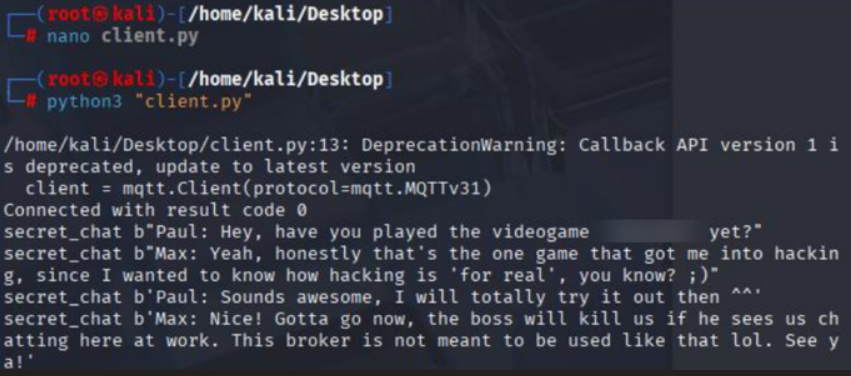 ┌──(root㉿kali)-[/home/kali/Desktop]
└─# nano client.py
┌──(root㉿kali)-[/home/kali/Desktop]
└─# python3 "client.py"
/home/kali/Desktop/client.py:13: DeprecationWarning: Callback API version 1 i
s deprecated, update to latest version
  client = mqtt.Client(protocol=mqtt.MQTTv31)
Connected with result code 0
secret_chat b"Paul: Hey, have you played the videogame yet?"
secret_chat b"Max: Yeah, honestly that's the one game that got me into hackin
g, since I wanted to know how hacking is 'for real', you know? ;)"
secret_chat b'Paul: Sounds awesome, I will totally try it out then ^^'
secret_chat b'Max: Nice! Gotta go now, the boss will kill us if he sees us ch
atting here at work. This broker is not meant to be used like that lol. See y
a!'